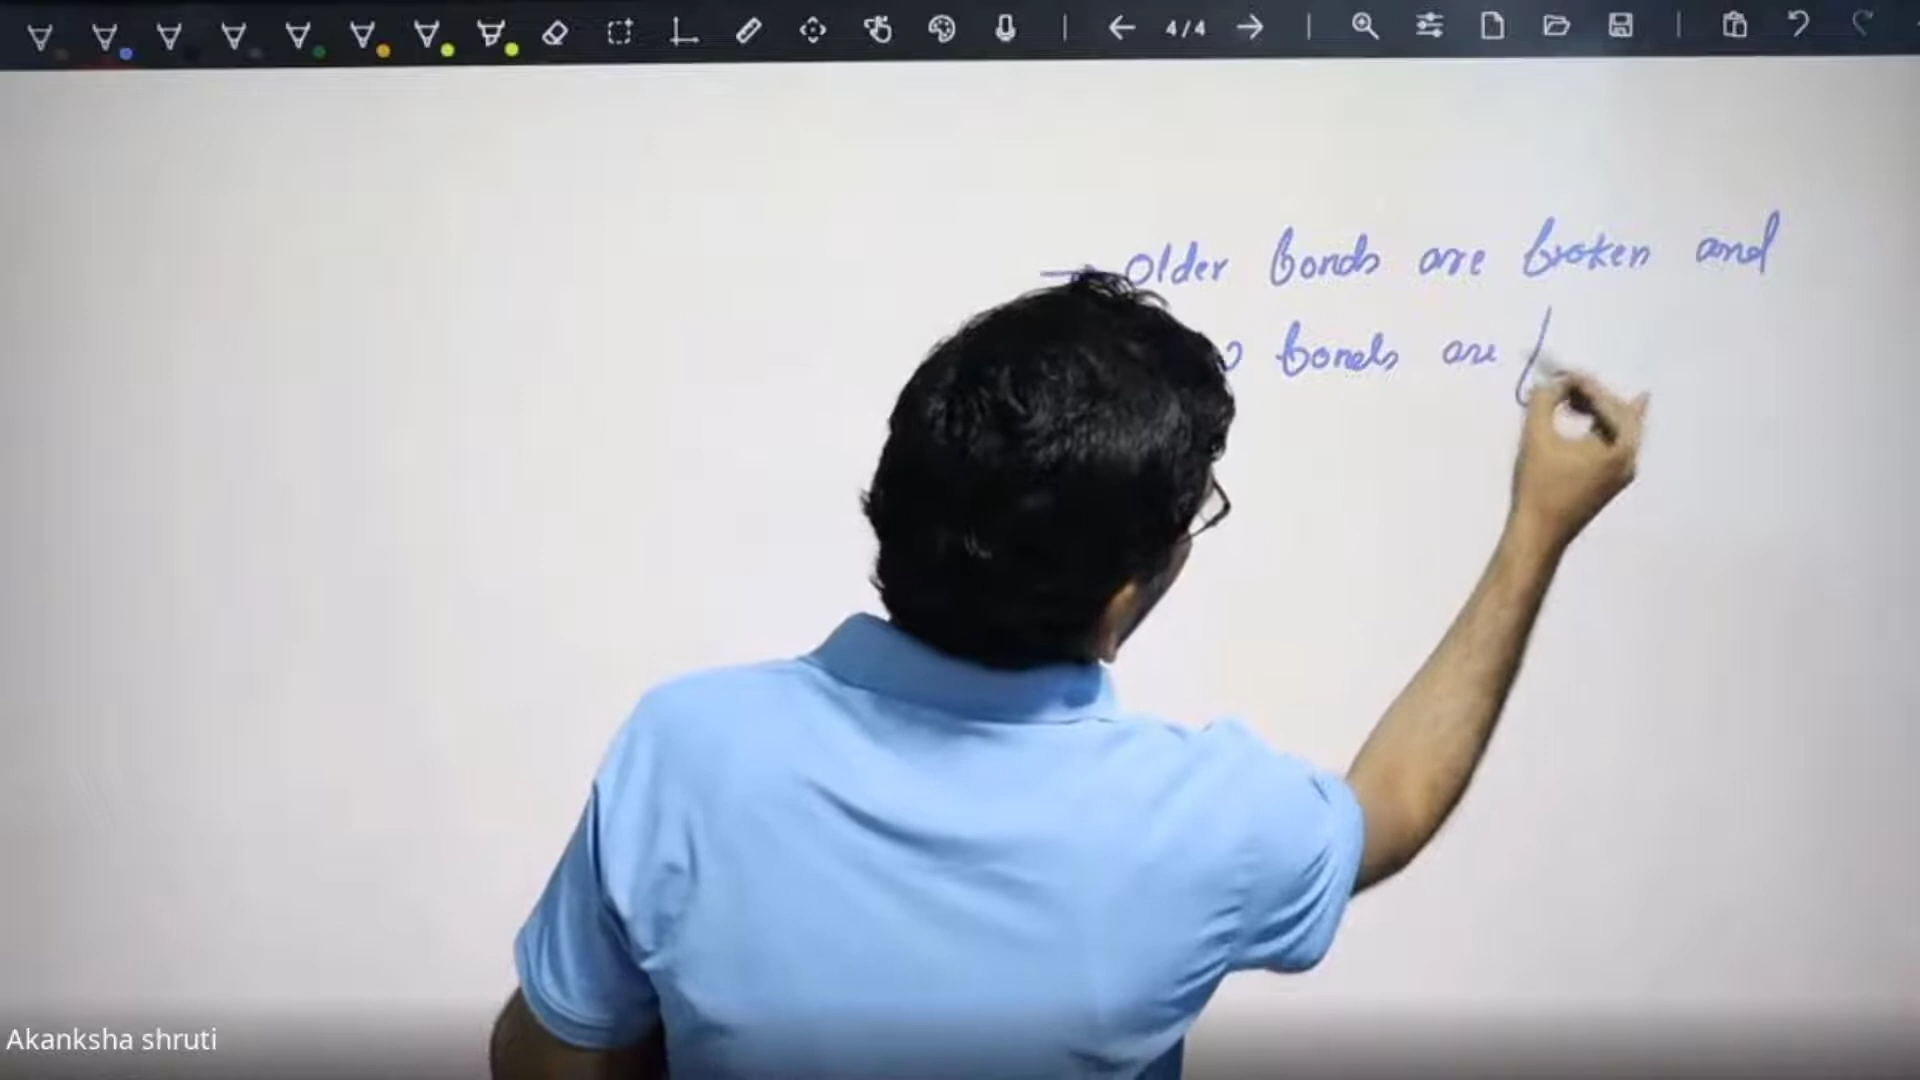 4/4
→ Older bonds are broken and
bonds are
Akanksha shruti